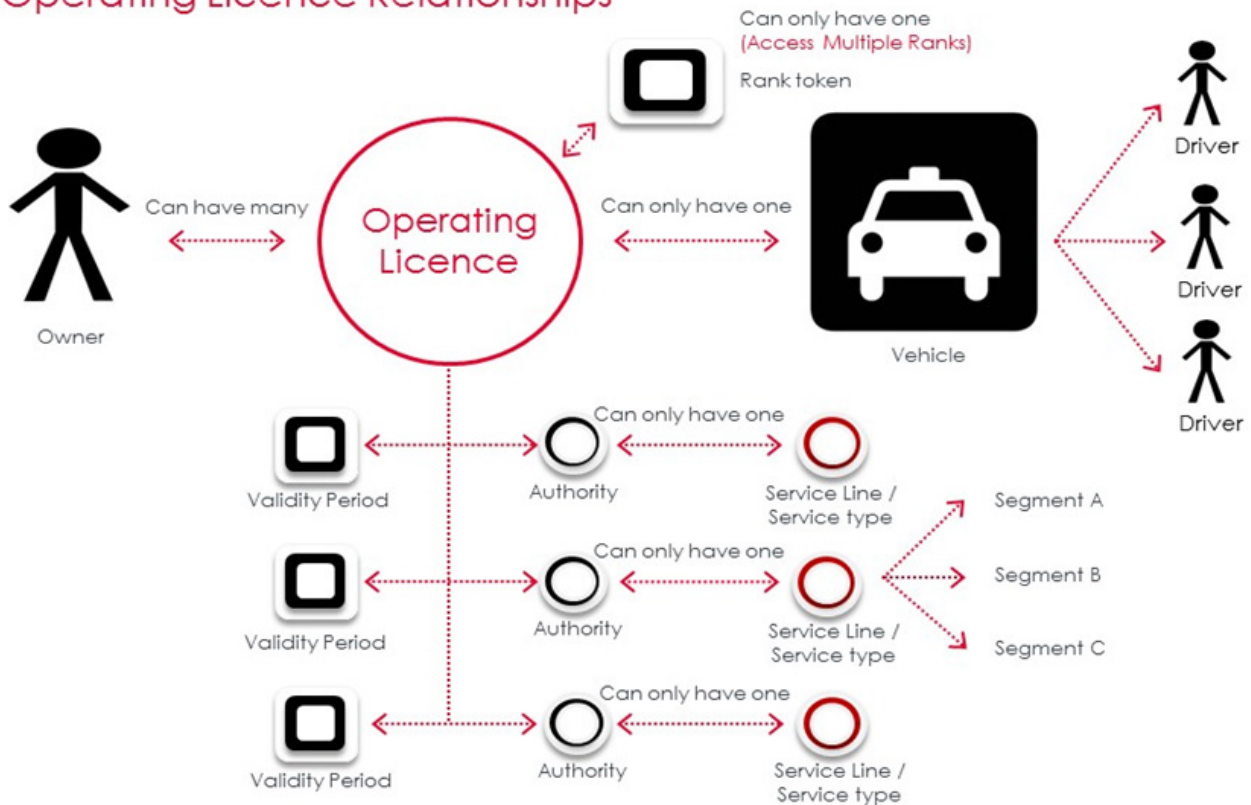 Operating Licence Relationships
Can only have one
(Access Multiple Ranks)
Rank token
Driver
Can have many
Operating
Licence
Can only have one
Driver
Owner
Vehicle
Driver
Can only have one
Validity Period
Authority
Service Line /
Service type
Segment A
Can only have one
Segment B
Validity Period
Authority
Service Line /
Service type
Segment C
Can only have one
Validity Period
Authority
Service Line /
Service type